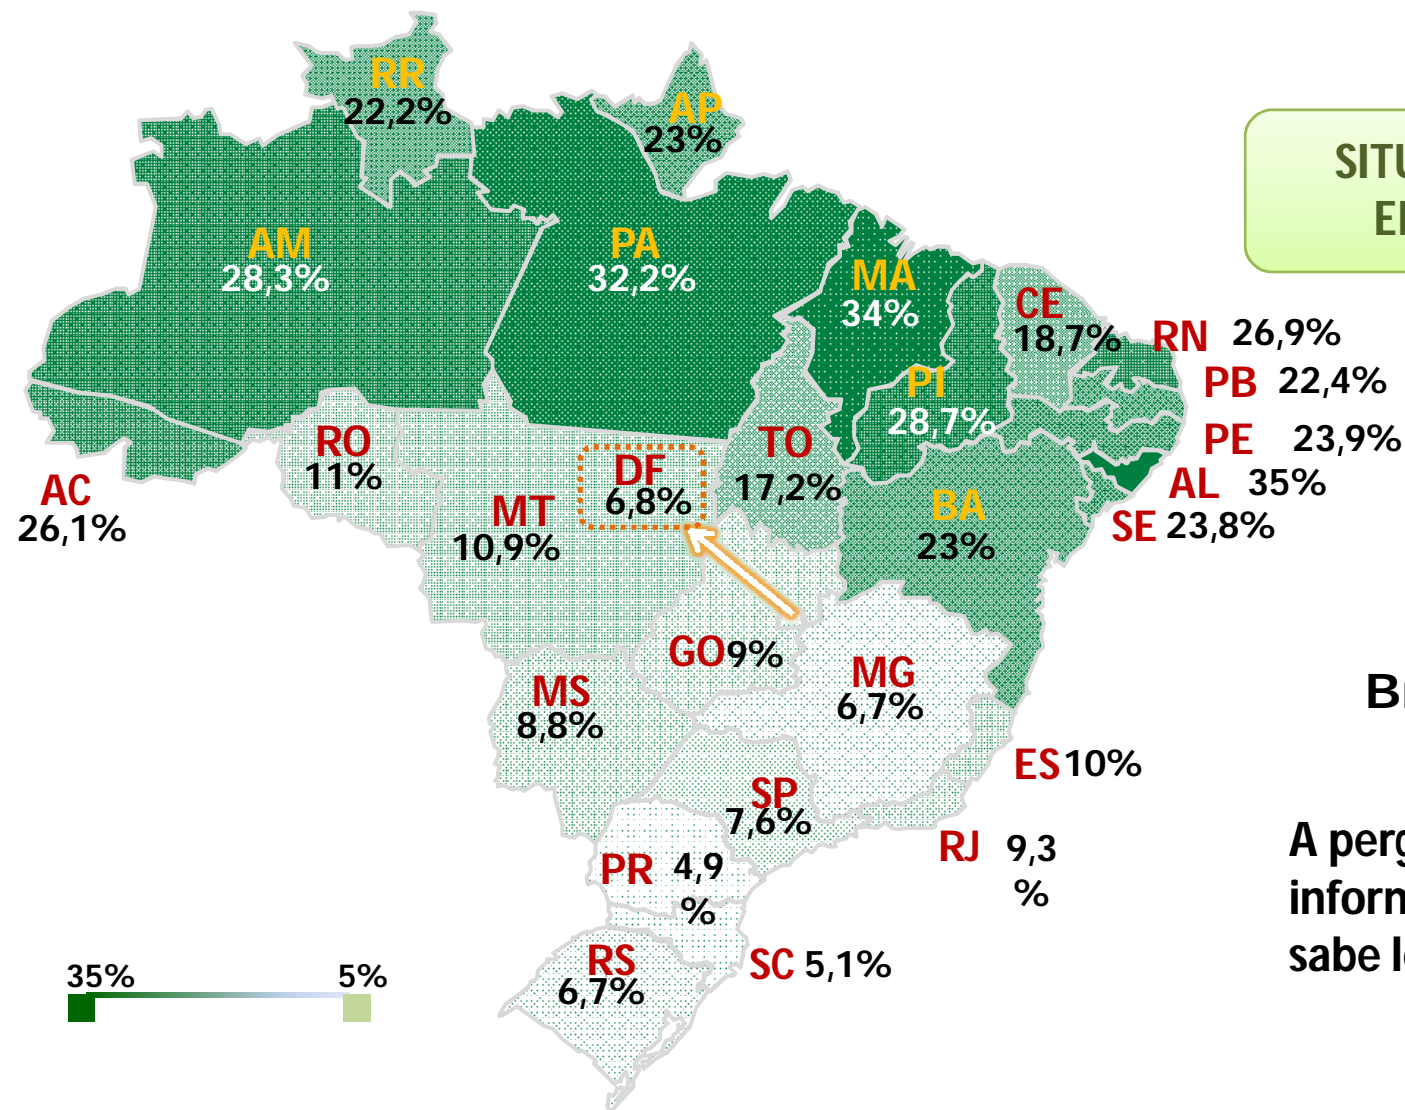 RR
22,2%
AP
23%
SITU
AM
28,3%
PA
32,2%
MA
34%
CE
18,7%
RN 26,9%
PI
28,7%
PB 22,4%
RO
11%
DF
6,8%
TO
17,2%
PE 23,9%
AC
26,1%
MT
10,9%
BA
23%
AL 35%
SE 23,8%
GO 9%
MS
8,8%
MG
6,7%
ES 10%
SP
7,6%
RJ 9,3
%
PR 4,9
%
RS
6,7%
SC 5,1%
35% 5%
A perg
sabe